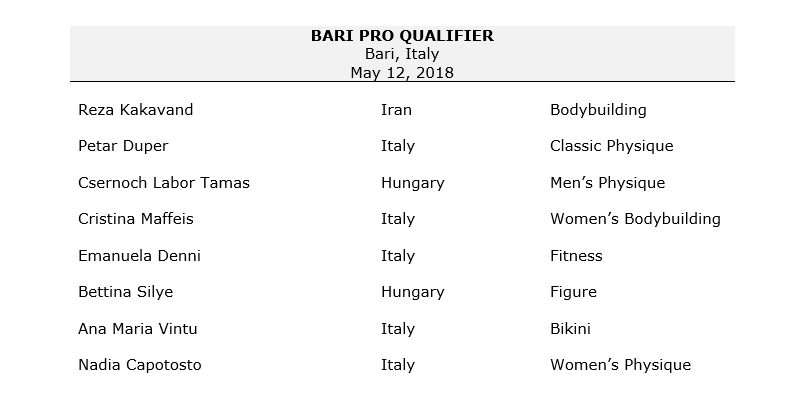 BARI PRO QUALIFIER
Bari, Italy
May 12, 2018
Reza Kakavand Iran Bodybuilding
Petar Duper Italy Classic Physique
Csernoch Labor Tamas Hungary Men’s Physique
Cristina Maffeis Italy Women’s Bodybuilding
Emanuela Denni Italy Fitness
Bettina Silye Hungary Figure
Ana Maria Vintu Italy Bikini
Nadia Capotosto Italy Women’s Physique